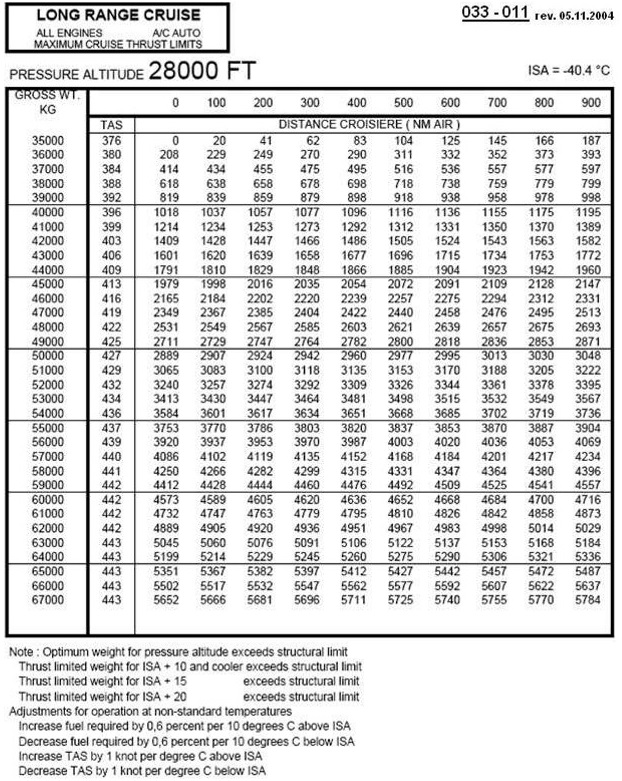 LONG RANGE CRUISE
ALL ENGINES A/C AUTO
MAXIMUM CRUISE THRUST LIMITS
033 - 011 rev. 05.11.2004
PRESSURE ALTITUDE 28000 FT
ISA = -40.4 °C
GROSS WT. KG 0 100 200 300 400 500 600 700 800 900
TAS DISTANCE CROISIERE ( NM AIR )
35000 376 0 20 41 62 83 104 125 145 166 187
36000 380 208 229 249 270 290 311 332 352 373 393
37000 384 414 434 455 475 495 516 536 557 577 597
38000 388 618 638 658 678 698 718 738 759 779 799
39000 392 819 839 859 879 898 918 938 958 978 998
40000 396 1018 1037 1057 1077 1096 1116 1136 1155 1175 1195
41000 399 1214 1234 1253 1273 1292 1312 1331 1350 1370 1389
42000 403 1409 1428 1447 1466 1486 1505 1524 1543 1563 1582
43000 406 1601 1620 1639 1658 1677 1696 1715 1734 1753 1772
44000 409 1791 1810 1829 1848 1866 1885 1904 1923 1942 1960
45000 413 1979 1998 2016 2035 2054 2072 2091 2109 2128 2147
46000 416 2165 2184 2202 2220 2239 2257 2275 2294 2312 2331
47000 419 2349 2367 2385 2404 2422 2440 2458 2476 2495 2513
48000 422 2531 2549 2567 2585 2603 2621 2639 2657 2675 2693
49000 425 2711 2729 2747 2764 2782 2800 2818 2836 2853 2871
50000 427 2889 2907 2924 2942 2960 2977 2995 3013 3030 3048
51000 429 3065 3083 3100 3118 3135 3153 3170 3188 3205 3222
52000 432 3240 3257 3274 3292 3309 3326 3344 3361 3378 3395
53000 434 3413 3430 3447 3464 3481 3498 3515 3532 3549 3567
54000 436 3584 3601 3617 3634 3651 3668 3685 3702 3719 3736
55000 437 3753 3770 3786 3803 3820 3837 3853 3870 3887 3904
56000 439 3920 3937 3953 3970 3987 4003 4020 4036 4053 4069
57000 440 4086 4102 4119 4135 4152 4168 4184 4201 4217 4234
58000 441 4250 4266 4282 4299 4315 4331 4347 4364 4380 4396
59000 442 4412 4428 4444 4460 4476 4492 4509 4525 4541 4557
60000 442 4573 4589 4605 4620 4636 4652 4668 4684 4700 4716
61000 442 4732 4747 4763 4779 4795 4810 4826 4842 4858 4873
62000 442 4889 4905 4920 4936 4951 4967 4983 4998 5014 5029
63000 443 5045 5060 5076 5091 5106 5122 5137 5153 5168 5184
64000 443 5199 5214 5229 5245 5260 5275 5290 5306 5321 5336
65000 443 5351 5367 5382 5397 5412 5427 5442 5457 5472 5487
66000 443 5502 5517 5532 5547 5562 5577 5592 5607 5622 5637
67000 443 5652 5666 5681 5696 5711 5725 5740 5755 5770 5784
Note : Optimum weight for pressure altitude exceeds structural limit
Thrust limited weight for ISA + 10 and cooler exceeds structural limit
Thrust limited weight for ISA + 15 exceeds structural limit
Thrust limited weight for ISA + 20 exceeds structural limit
Adjustments for operation at non-standard temperatures
Increase fuel required by 0,6 percent per 10 degrees C above ISA
Decrease fuel required by 0,6 percent per 10 degrees C below ISA
Increase TAS by 1 knot per degree C above ISA
Decrease TAS by 1 knot per degree C below ISA